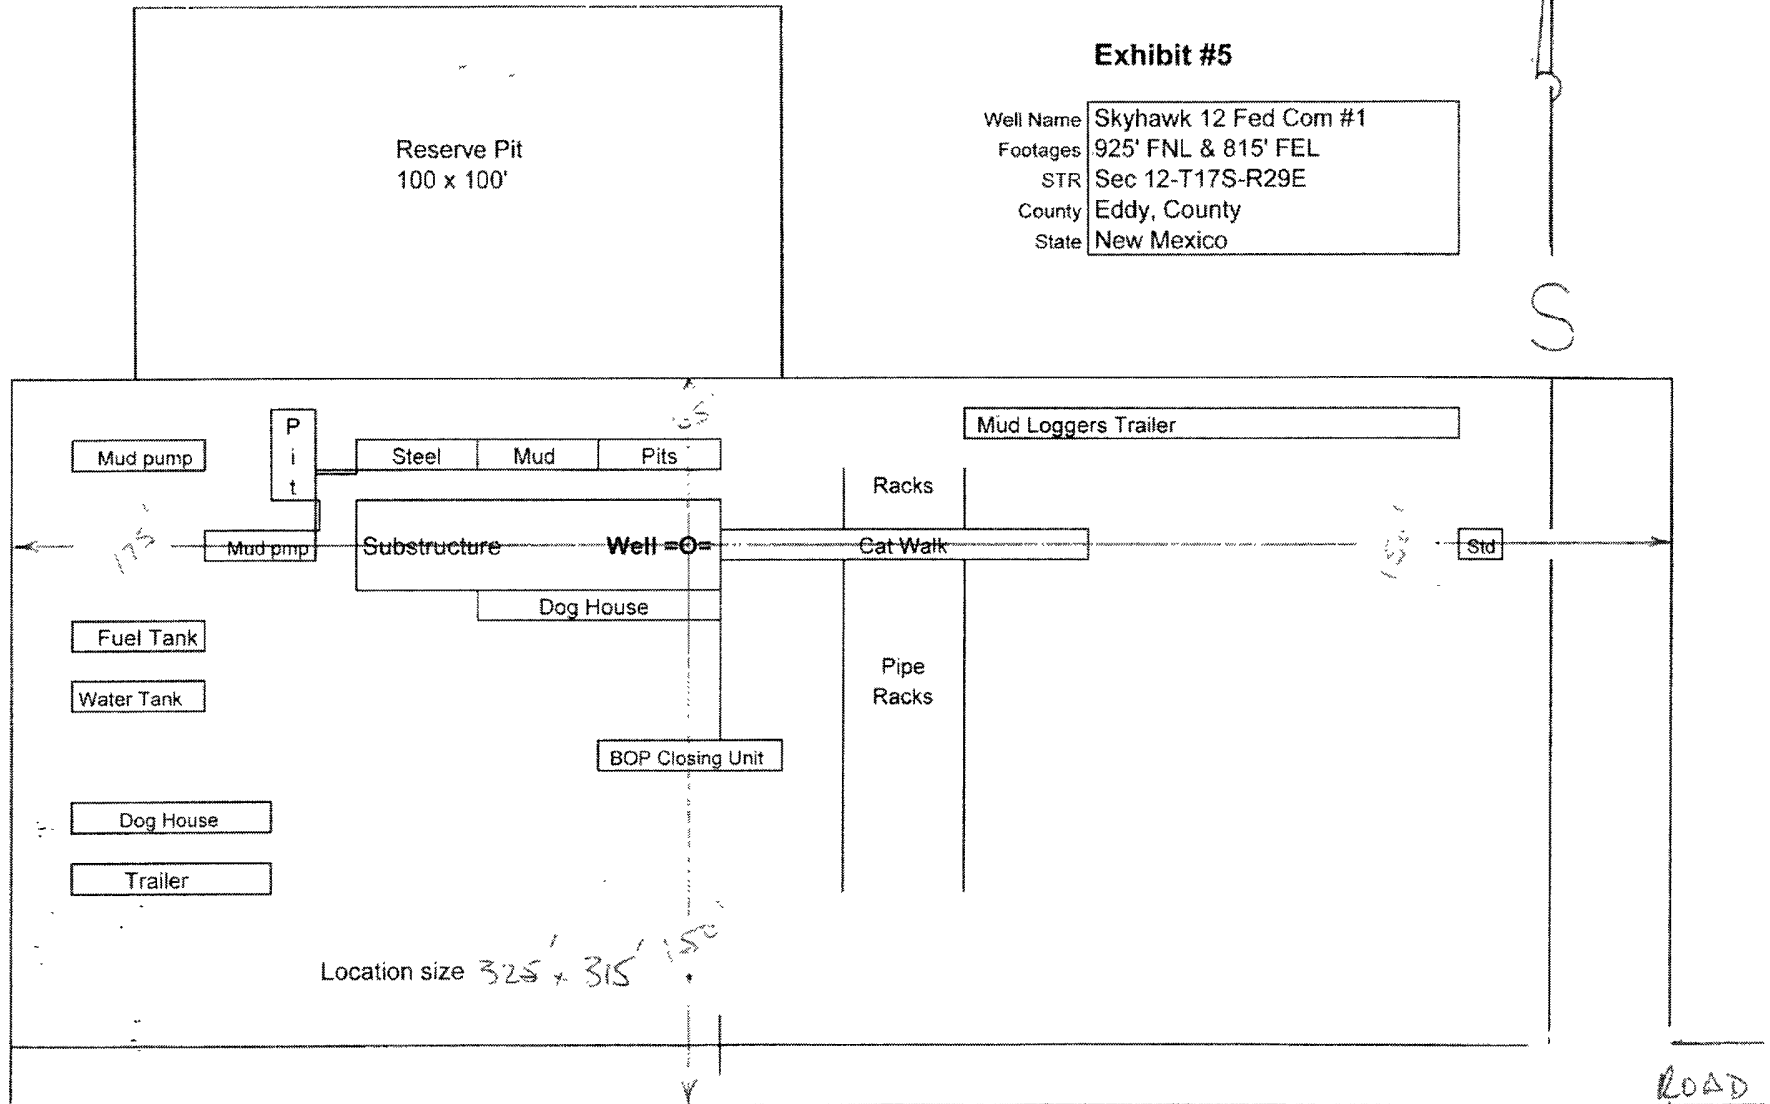 Exhibit #5
Well Name Skyhawk 12 Fed Com #1
Footages 925' FNL & 815' FEL
STR Sec 12-T17S-R29E
County Eddy, County
State New Mexico
Reserve Pit
100 x 100'
S
Mud Loggers Trailer
Pit
Mud pump
Steel Mud Pits
Racks
175'
Mud pmp
Substructure
Well =O=
Cat Walk
Std
Dog House
Fuel Tank
Pipe
Racks
Water Tank
BOP Closing Unit
Dog House
Trailer
150'
Location size 325' x 315'
ROAD